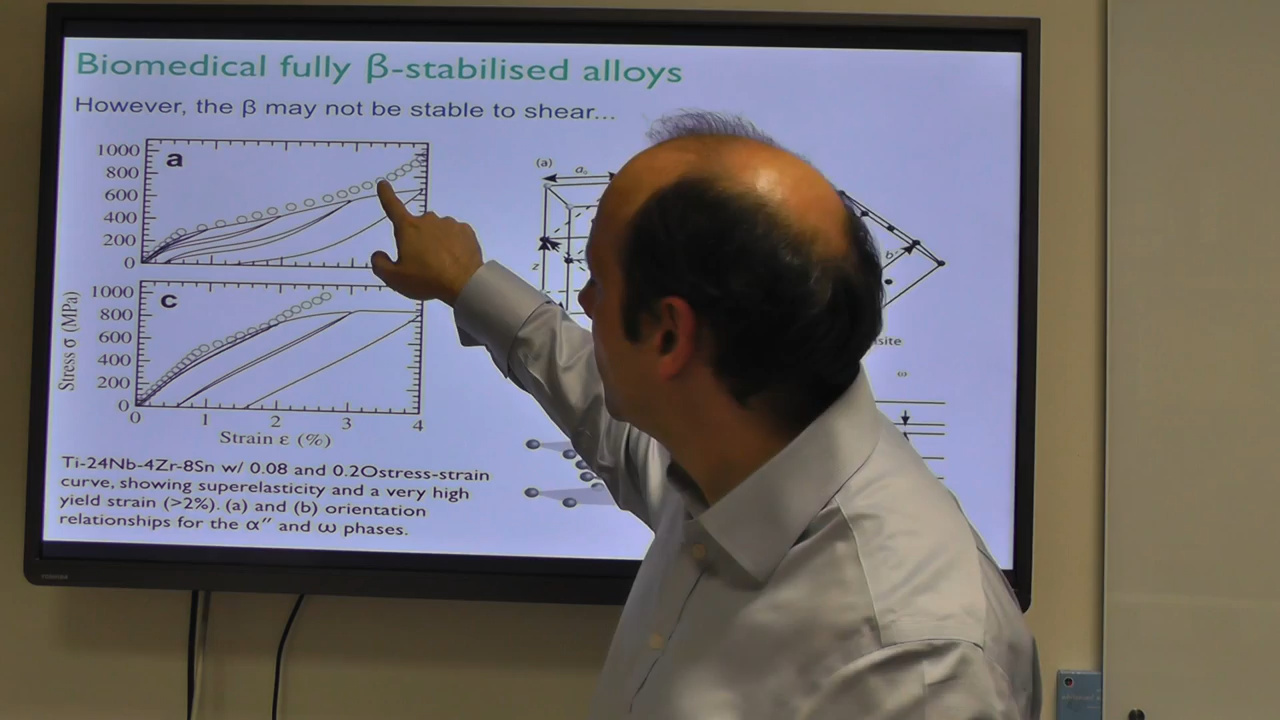 Biomedical fully β-stabilised alloys
However, the β may not be stable to shear...
a
1000
800
600
400
200
0
c
1000
800
600
400
200
0
Stress σ (MPa)
0 1 2 3 4
Strain ε (%)
Ti-24Nb-4Zr-8Sn w/ 0.08 and 0.2Ostress-strain
curve, showing superelasticity and a very high
yield strain (>2%). (a) and (b) orientation
relationships for the α″ and ω phases.
(a)
z
ω
TOSHIBA